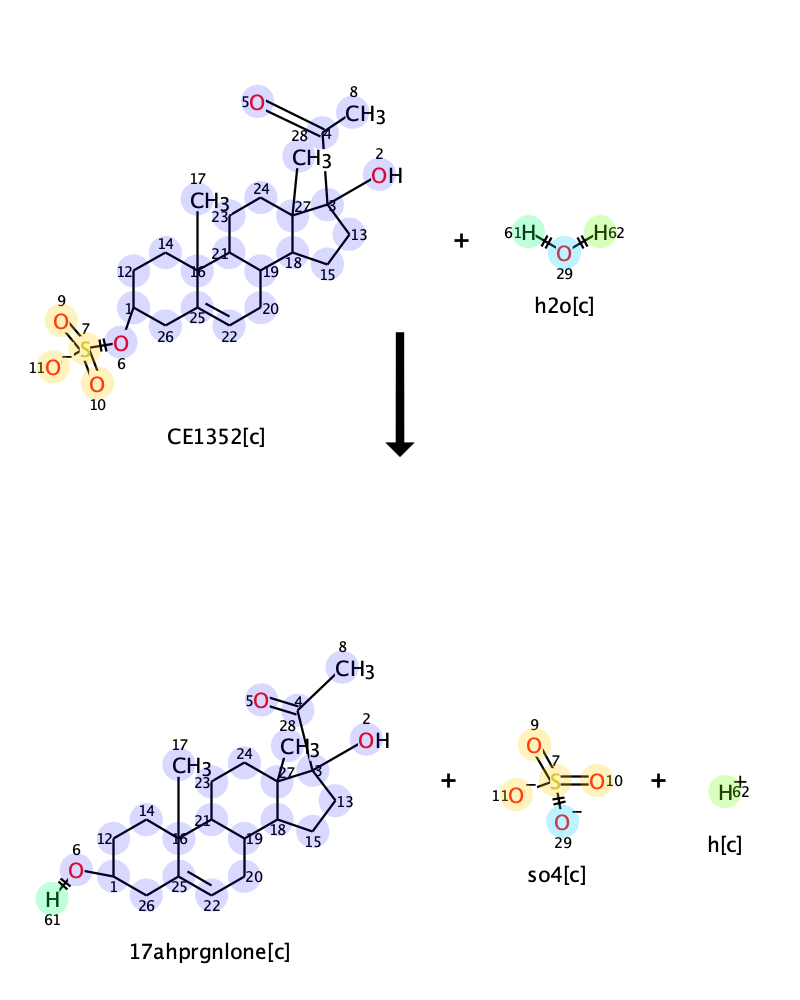 8
5O
CH3
4
28
CH3
2
OH
17
24
CH3
23
27
3
13
14
21
12
16
18
19
15
9
1
O
7
25
20
S
O
26
22
11O−
6
O
10
CE1352[c]
+
61H
H62
O
29
h2o[c]
8
CH3
5O
4
2
28
OH
CH3
17
24
CH3
23
27
3
13
14
21
12
16
18
19
15
6
O
1
25
20
H
26
22
61
17ahprgnlone[c]
+
9
O
7
S
O10
11O−
O−
29
so4[c]
+
H+
62
h[c]